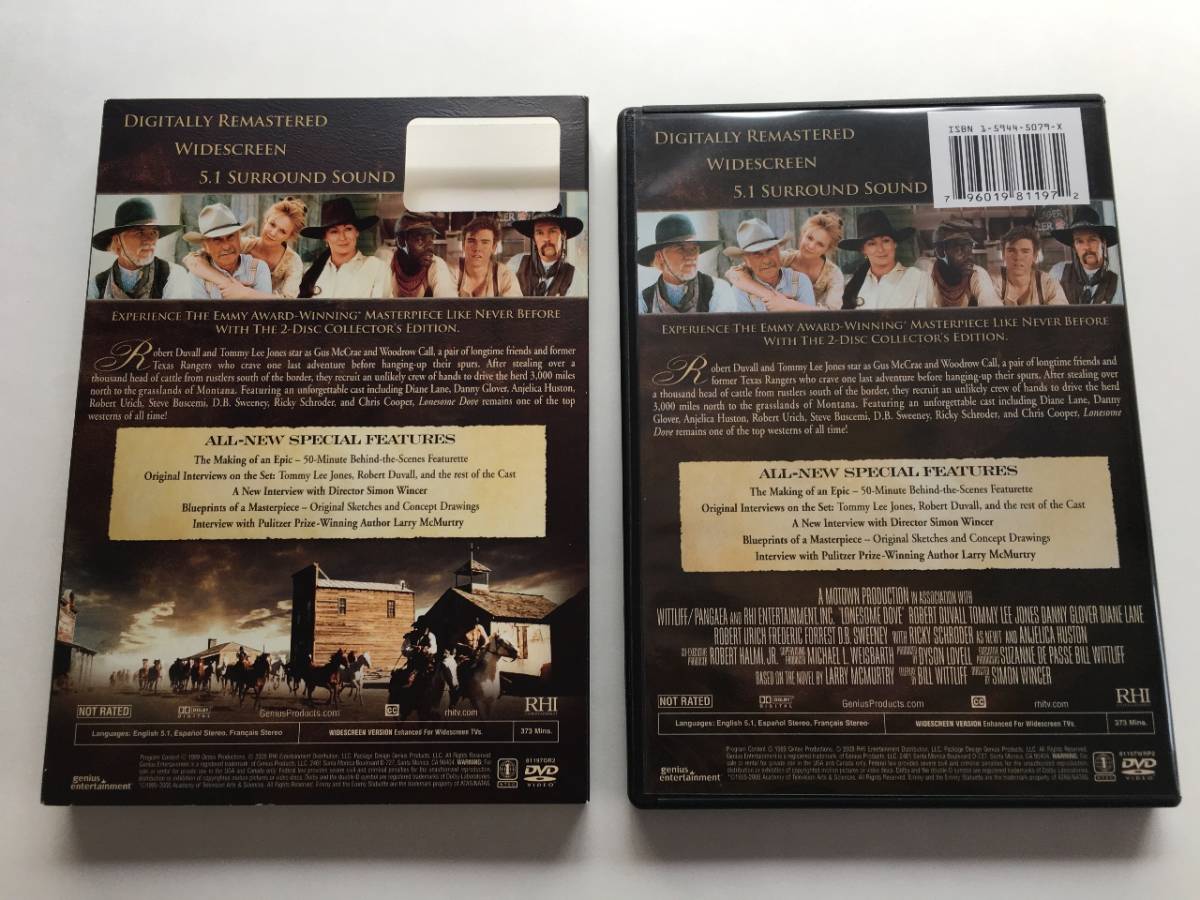 DIGITALLY REMASTERED
WIDESCREEN
5.1 SURROUND SOUND
EXPERIENCE THE EMMY AWARD-WINNING* MASTERPIECE LIKE NEVER BEFORE
WITH THE 2-DISC COLLECTOR'S EDITION.
Robert Duvall and Tommy Lee Jones star as Gus McCrae and Woodrow Call, a pair of longtime friends and former
Texas Rangers who crave one last adventure before hanging-up their spurs. After stealing over a
thousand head of cattle from rustlers south of the border, they recruit an unlikely crew of hands to drive the herd 3,000
miles north to the grasslands of Montana. Featuring an unforgettable cast including Diane Lane, Danny Glover, Anjelica Huston,
Robert Urich, Steve Buscemi, D.B. Sweeney, Ricky Schroder, and Chris Cooper, Lonesome Dove remains one of the top
westerns of all time!
ALL-NEW SPECIAL FEATURES
The Making of an Epic – 50-Minute Behind-the-Scenes Featurette
Original Interviews on the Set: Tommy Lee Jones, Robert Duvall, and the rest of the Cast
A New Interview with Director Simon Wincer
Blueprints of a Masterpiece – Original Sketches and Concept Drawings
Interview with Pulitzer Prize-Winning Author Larry McMurtry
NOT RATED
DOLBY DIGITAL
GeniusProducts.com
CC
rhitv.com
RHI
ENTERTAINMENT
Languages: English 5.1, Español Stereo, Français Stereo
WIDESCREEN VERSION Enhanced For Widescreen TVs.
373 Mins.
genius
entertainment
81197OR2
DVD
VIDEO
DIGITALLY REMASTERED
WIDESCREEN
5.1 SURROUND SOUND
ISBN 1-5944-5079-X
7 96019 81197 2
EXPERIENCE THE EMMY AWARD-WINNING* MASTERPIECE LIKE NEVER BEFORE
WITH THE 2-DISC COLLECTOR'S EDITION.
Robert Duvall and Tommy Lee Jones star as Gus McCrae and Woodrow Call, a pair of longtime friends and
former Texas Rangers who crave one last adventure before hanging-up their spurs. After stealing over
a thousand head of cattle from rustlers south of the border, they recruit an unlikely crew of hands to drive the herd
3,000 miles north to the grasslands of Montana. Featuring an unforgettable cast including Diane Lane, Danny
Glover, Anjelica Huston, Robert Urich, Steve Buscemi, D.B. Sweeney, Ricky Schroder, and Chris Cooper, Lonesome
Dove remains one of the top westerns of all time!
ALL-NEW SPECIAL FEATURES
The Making of an Epic – 50-Minute Behind-the-Scenes Featurette
Original Interviews on the Set: Tommy Lee Jones, Robert Duvall, and the rest of the Cast
A New Interview with Director Simon Wincer
Blueprints of a Masterpiece – Original Sketches and Concept Drawings
Interview with Pulitzer Prize-Winning Author Larry McMurtry
A MOTOWN PRODUCTION IN ASSOCIATION WITH
WITTLIFF/PANGAEA AND RHI ENTERTAINMENT INC. "LONESOME DOVE" ROBERT DUVALL TOMMY LEE JONES DANNY GLOVER DIANE LANE
ROBERT URICH FREDERIC FORREST D.B. SWEENEY WITH RICKY SCHRODER AS NEWT AND ANJELICA HUSTON
CO-EXECUTIVE PRODUCER ROBERT HALMI, JR. SUPERVISING PRODUCER MICHAEL L. WEISBARTH PRODUCED BY DYSON LOVELL EXECUTIVE PRODUCERS SUZANNE DE PASSE BILL WITTLIFF
BASED ON THE NOVEL BY LARRY MCMURTRY TELEPLAY BY BILL WITTLIFF DIRECTED BY SIMON WINCER
NOT RATED
DOLBY DIGITAL
GeniusProducts.com
CC
rhitv.com
RHI
Languages: English 5.1, Español Stereo, Français Stereo
WIDESCREEN VERSION Enhanced For Widescreen TVs.
373 Mins.
genius
entertainment
DVD
VIDEO